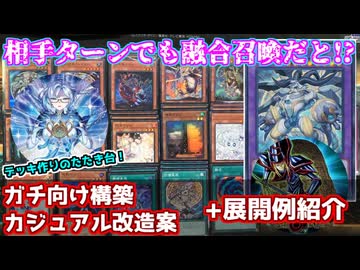 相手ターンでも融合召喚だと!?
デッキ作りのたたき台!
ガチ向け構築
カジュアル改造案
+展開例紹介